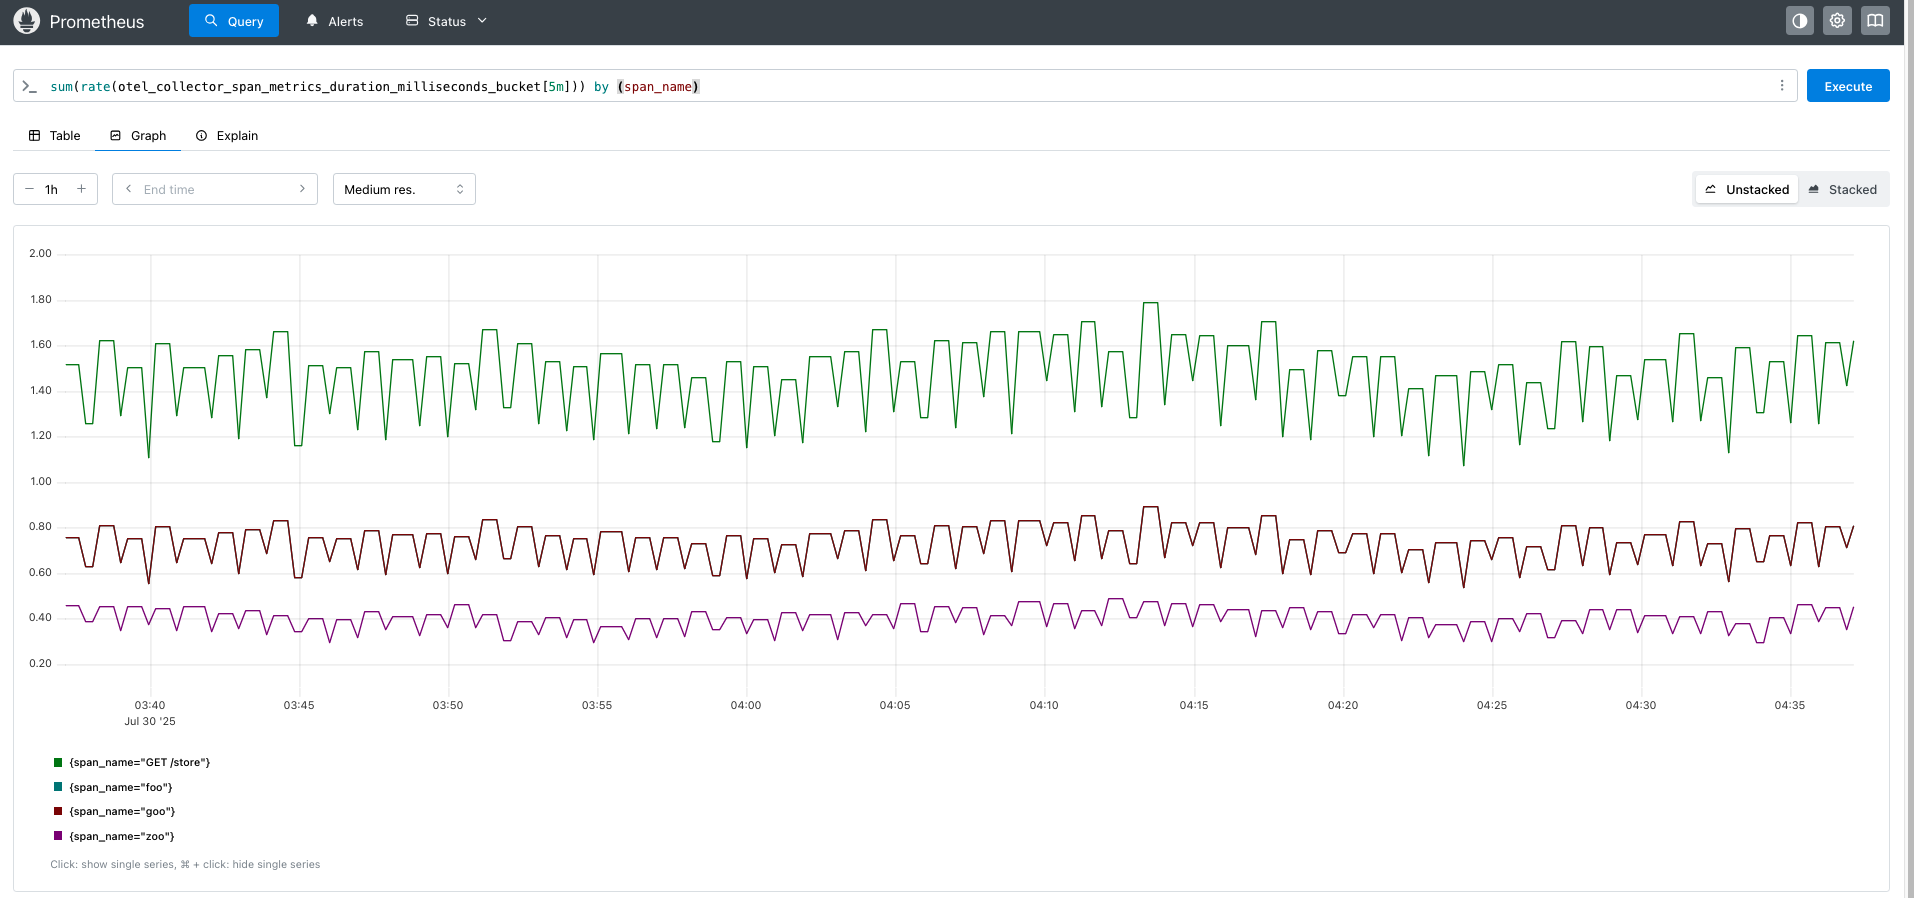 Prometheus Query Alerts Status
sum(rate(otel_collector_span_metrics_duration_milliseconds_bucket[5m])) by (span_name) Execute
Table Graph Explain
1h End time Medium res. Unstacked Stacked
2.00
1.80
1.60
1.40
1.20
1.00
0.80
0.60
0.40
0.20
03:40 03:45 03:50 03:55 04:00 04:05 04:10 04:15 04:20 04:25 04:30 04:35
Jul 30 '25
{span_name="GET /store"}
{span_name="foo"}
{span_name="goo"}
{span_name="zoo"}
Click: show single series, ⌘ + click: hide single series